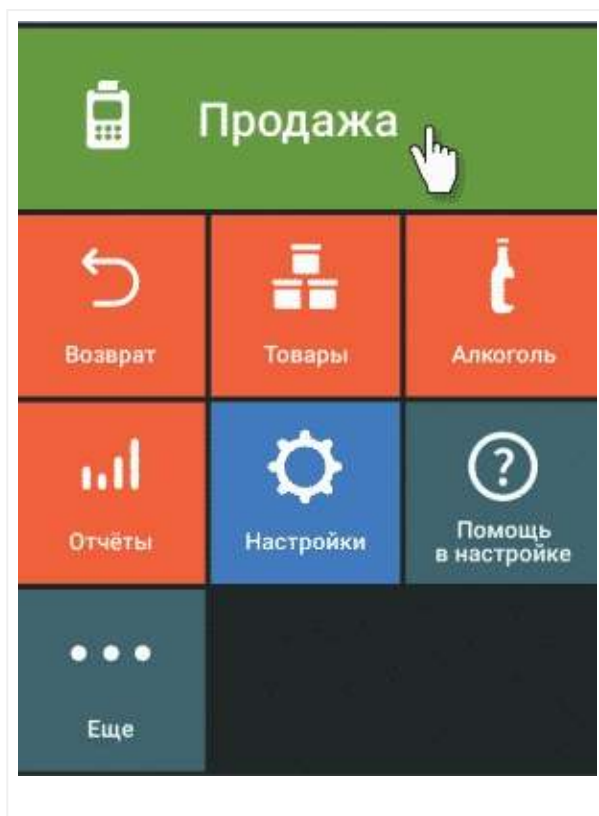 Продажа
Возврат
Товары
Алкоголь
Отчёты
Настройки
Помощь
в настройке
Еще